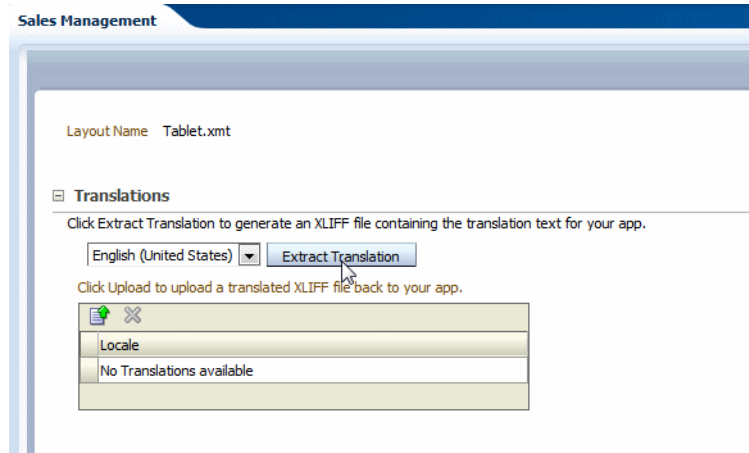 Sales Management
Layout Name Tablet.xmt
Translations
Click Extract Translation to generate an XLIFF file containing the translation text for your app.
English (United States) Extract Translation
Click Upload to upload a translated XLIFF file back to your app.
Locale
No Translations available